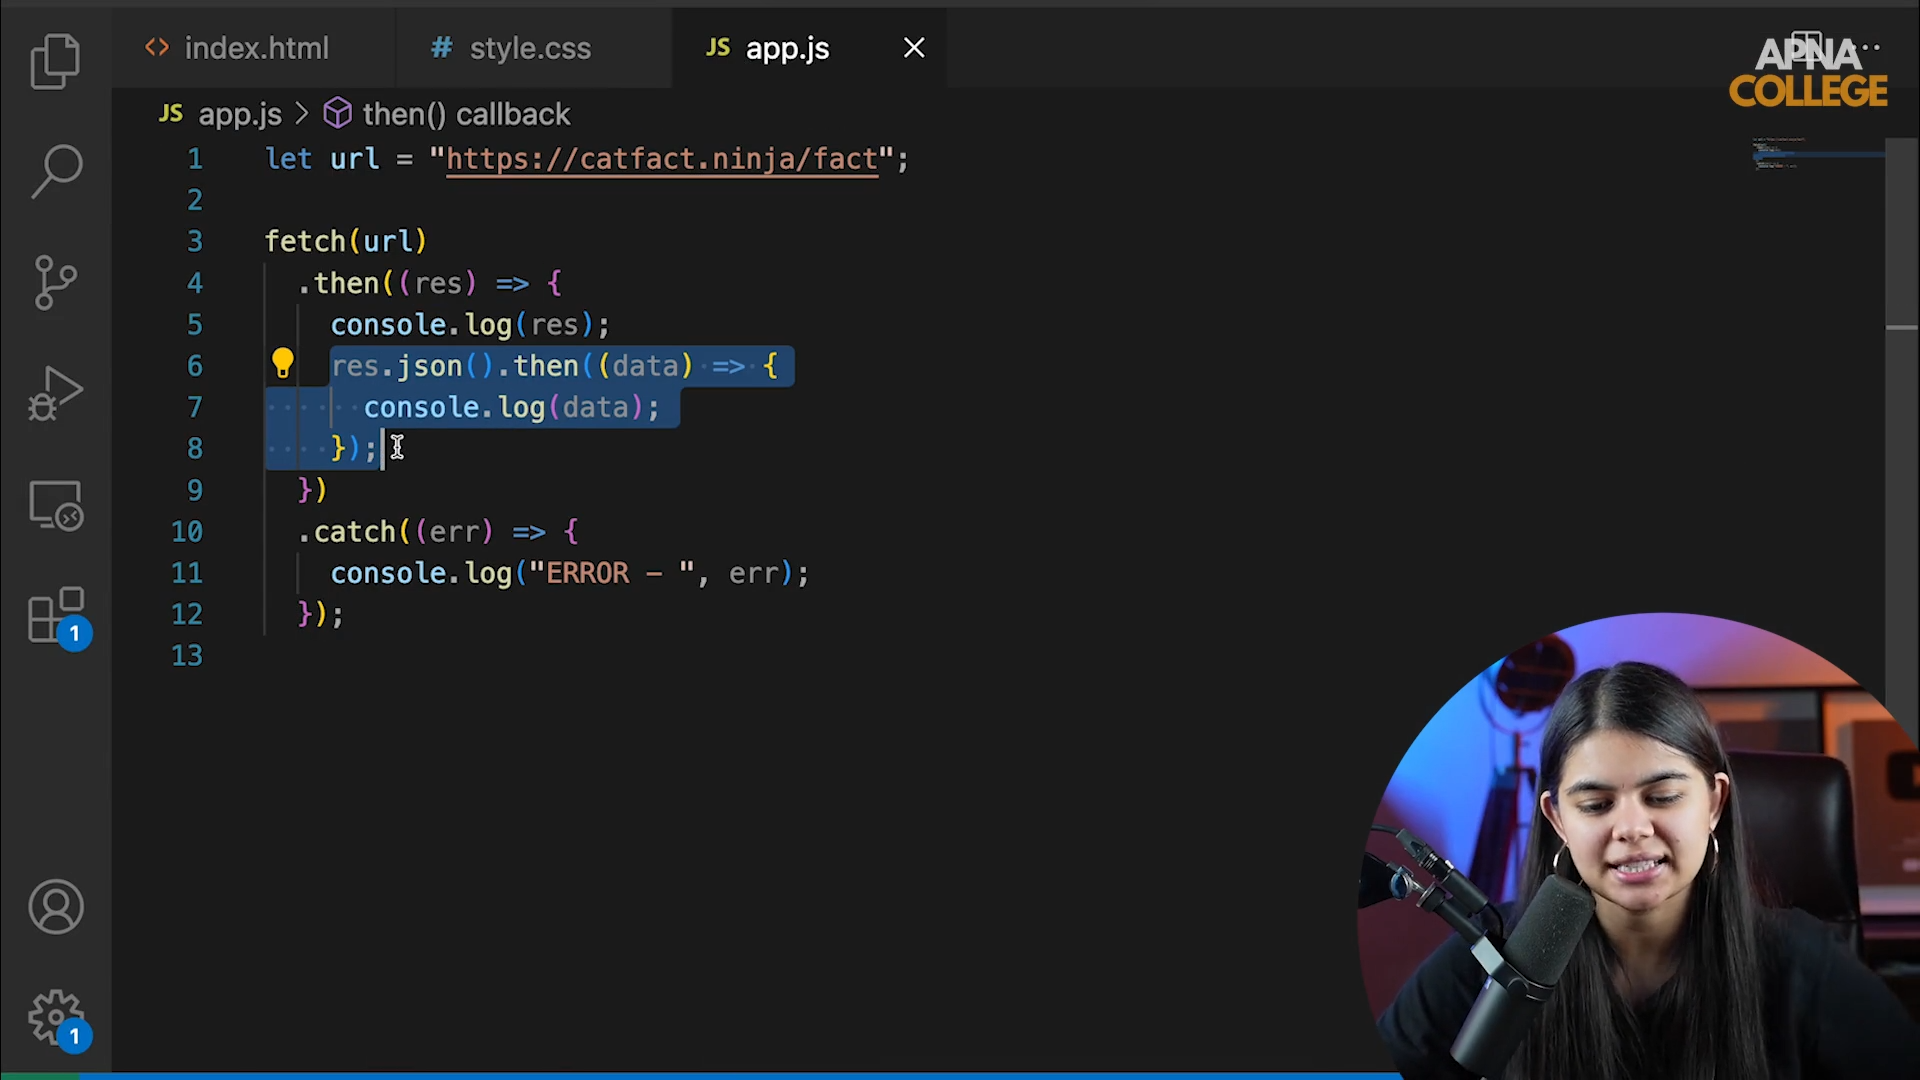 index.html
# style.css
JS app.js
APNA
COLLEGE
JS app.js > then() callback
1 let url = "https://catfact.ninja/fact";
2
3 fetch(url)
4 .then((res) => {
5 console.log(res);
6 res.json().then((data) => {
7 console.log(data);
8 });
9 })
10 .catch((err) => {
11 console.log("ERROR - ", err);
12 });
13
1
1